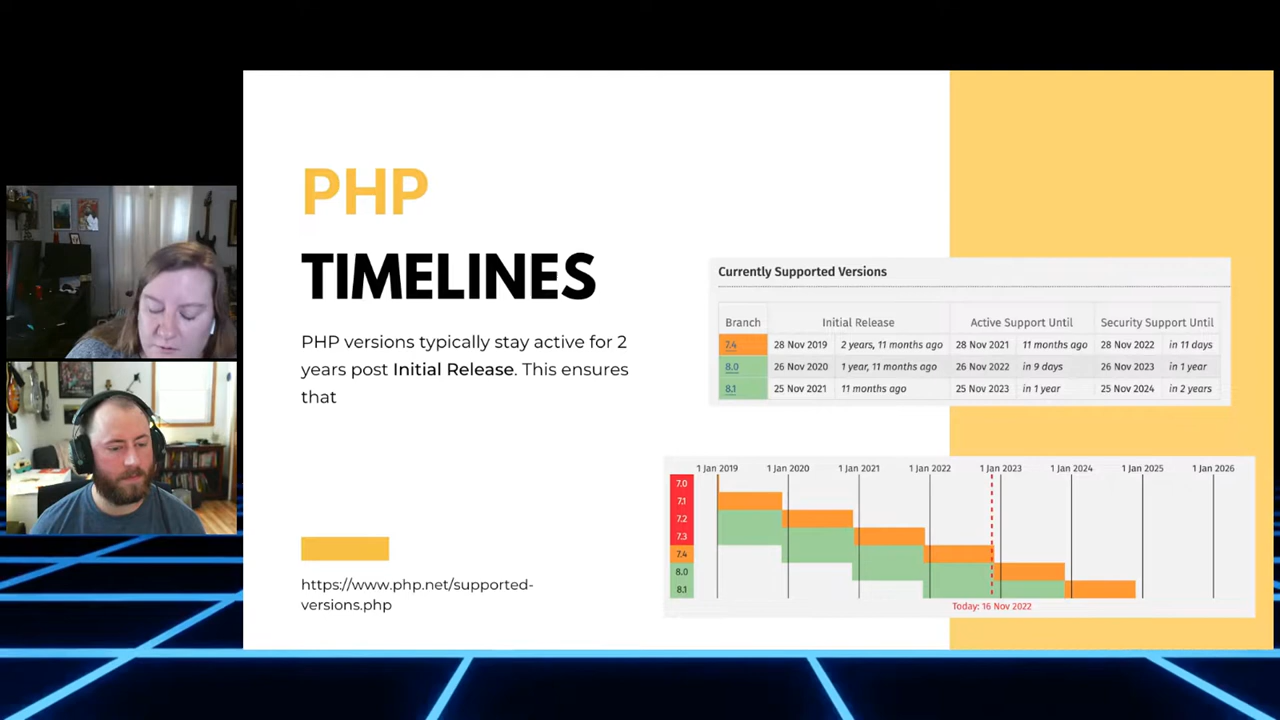 PHP
TIMELINES
PHP versions typically stay active for 2
years post Initial Release. This ensures
that
https://www.php.net/supported-
versions.php
Currently Supported Versions
Branch Initial Release Active Support Until Security Support Until
7.4 28 Nov 2019 2 years, 11 months ago 28 Nov 2021 11 months ago 28 Nov 2022 in 11 days
8.0 26 Nov 2020 1 year, 11 months ago 26 Nov 2022 in 9 days 26 Nov 2023 in 1 year
8.1 25 Nov 2021 11 months ago 25 Nov 2023 in 1 year 25 Nov 2024 in 2 years
1 Jan 2019 1 Jan 2020 1 Jan 2021 1 Jan 2022 1 Jan 2023 1 Jan 2024 1 Jan 2025 1 Jan 2026
7.0
7.1
7.2
7.3
7.4
8.0
8.1
Today: 16 Nov 2022